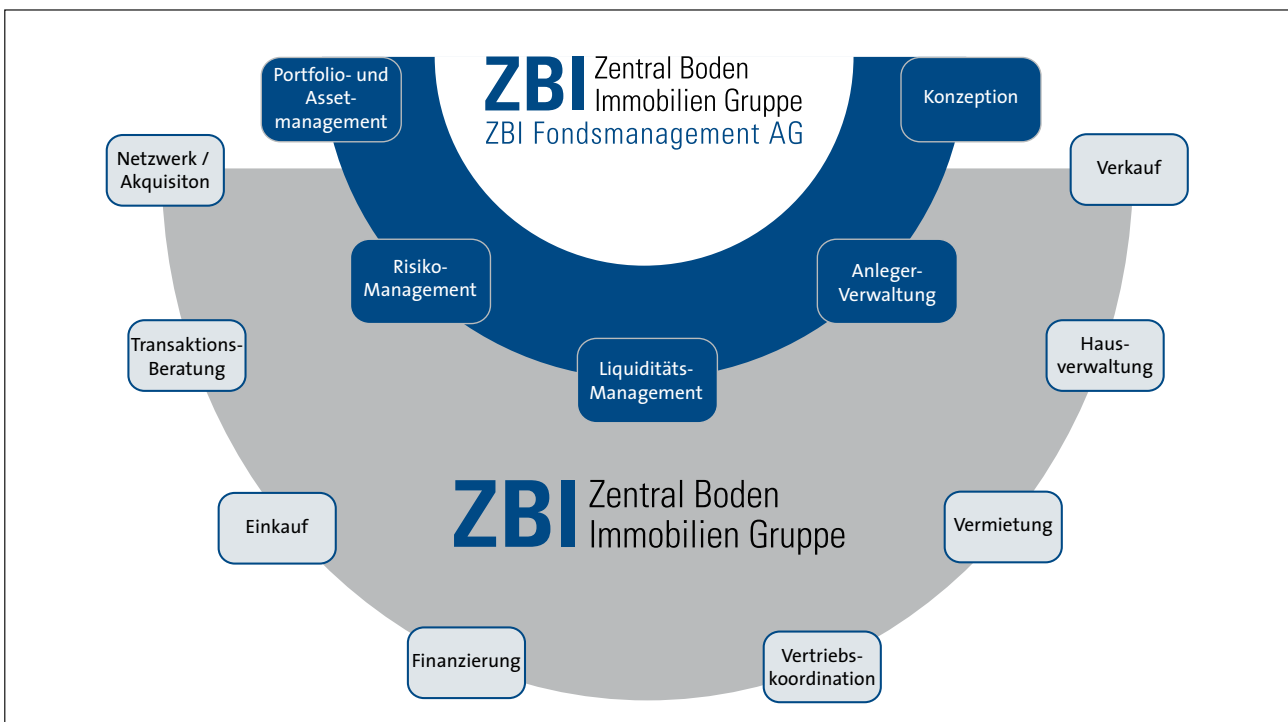 Portfolio- und
Asset-
management
ZBI Zentral Boden
Immobilien Gruppe
ZBI Fondsmanagement AG
Konzeption
Netzwerk /
Akquisiton
Verkauf
Risiko-
Management
Anleger-
Verwaltung
Transaktions-
Beratung
Liquiditäts-
Management
Haus-
verwaltung
ZBI Zentral Boden
Immobilien Gruppe
Einkauf
Vermietung
Finanzierung
Vertriebs-
koordination